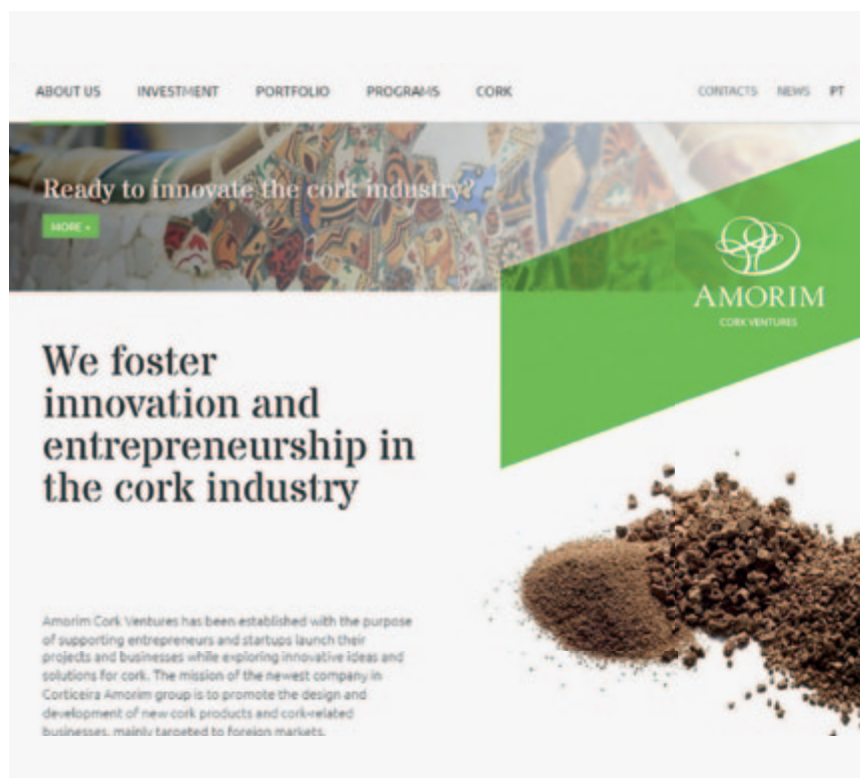 ABOUT US INVESTMENT PORTFOLIO PROGRAMS CORK CONTACTS NEWS PT
Ready to innovate the cork industry?
MORE +
AMORIM
CORK VENTURES
We foster
innovation and
entrepreneurship in
the cork industry
Amorim Cork Ventures has been established with the purpose
of supporting entrepreneurs and startups launch their
projects and businesses while exploring innovative ideas and
solutions for cork. The mission of the newest company in
Corticeira Amorim group is to promote the design and
development of new cork products and cork-related
businesses, mainly targeted to foreign markets.